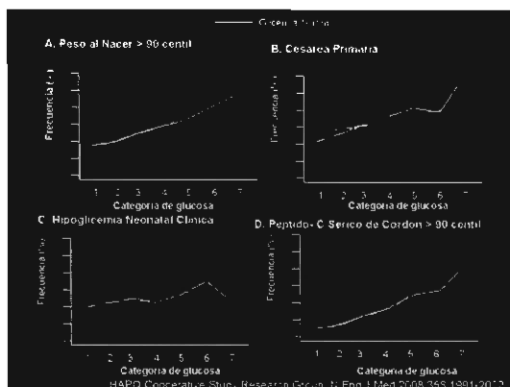 A. Peso al Nacer > 90 centil
B. Cesarea Primaria
Frecuencia
Frecuencia
1 2 3 4 5 6 7
Categoria de glucosa
1 2 3 4 5 6 7
Categoria de glucosa
C. Hipoglicemia Neonatal Clinica
D. Peptido- C Serico de Cordon > 90 centil
Frecuencia
Frecuencia
1 2 3 4 5 6 7
Categoria de glucosa
1 2 3 4 5 6 7
Categoria de glucosa
HAPO Cooperative Study Research Group. N Engl J Med 2008